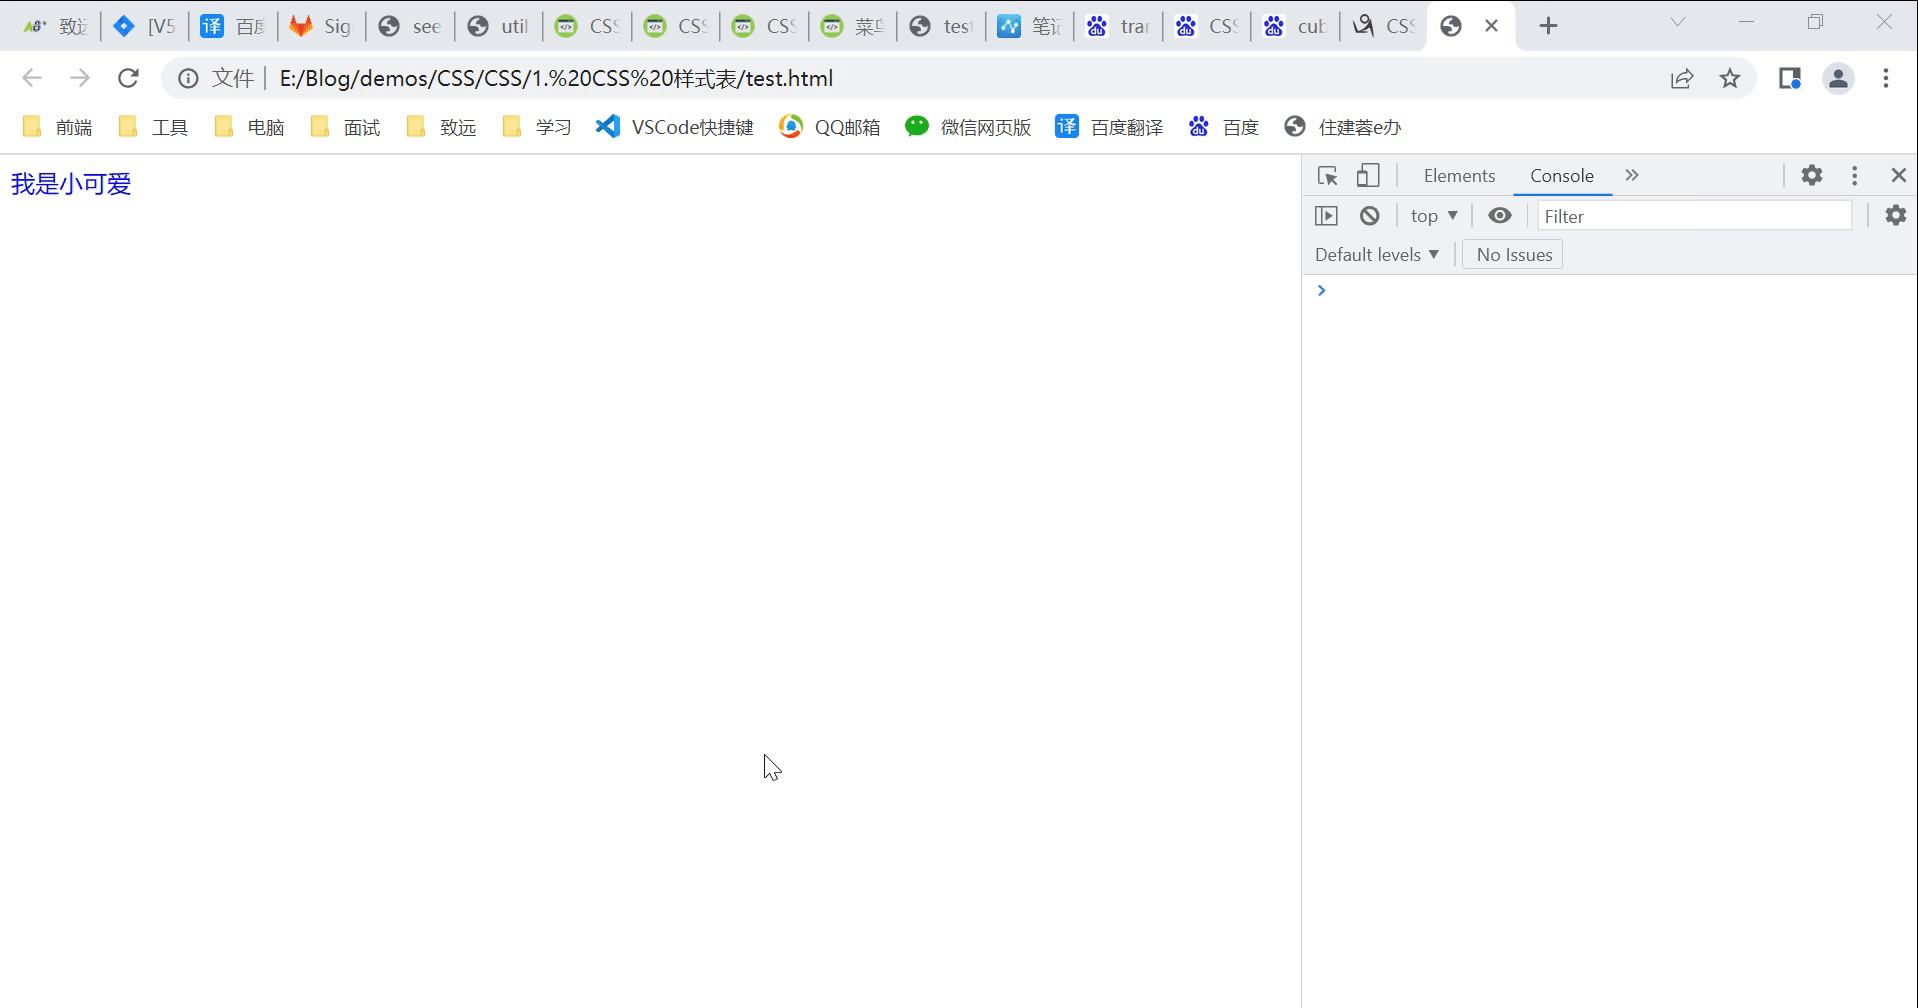 致远 [V5 百度 Sig see util CSS CSS CSS 菜鸟 test 笔记 tran CSS cub CSS
文件 E:/Blog/demos/CSS/CSS/1.%20CSS%20样式表/test.html
前端 工具 电脑 面试 致远 学习 VSCode快捷键 QQ邮箱 微信网页版 译 百度翻译 du 百度 住建蓉e办
我是小可爱
Elements Console
top Filter
Default levels No Issues